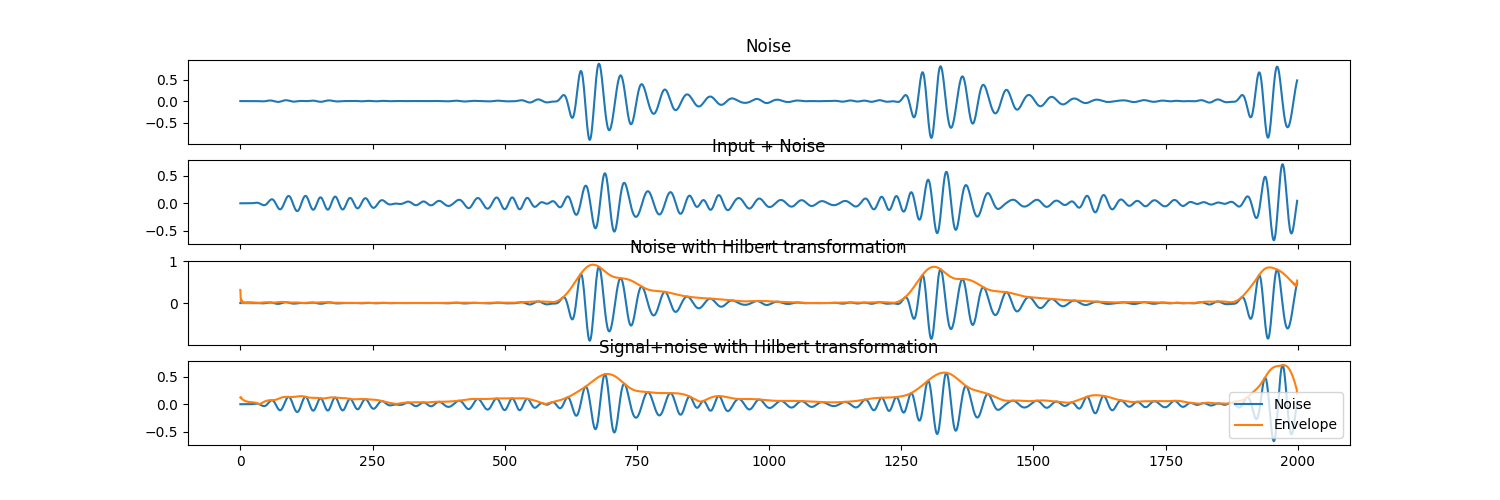 Noise
0.5
0.0
−0.5
Input + Noise
0.5
0.0
−0.5
Noise with Hilbert transformation
1
0
Signal+noise with Hilbert transformation
0.5
0.0
−0.5
Noise
Envelope
0 250 500 750 1000 1250 1500 1750 2000